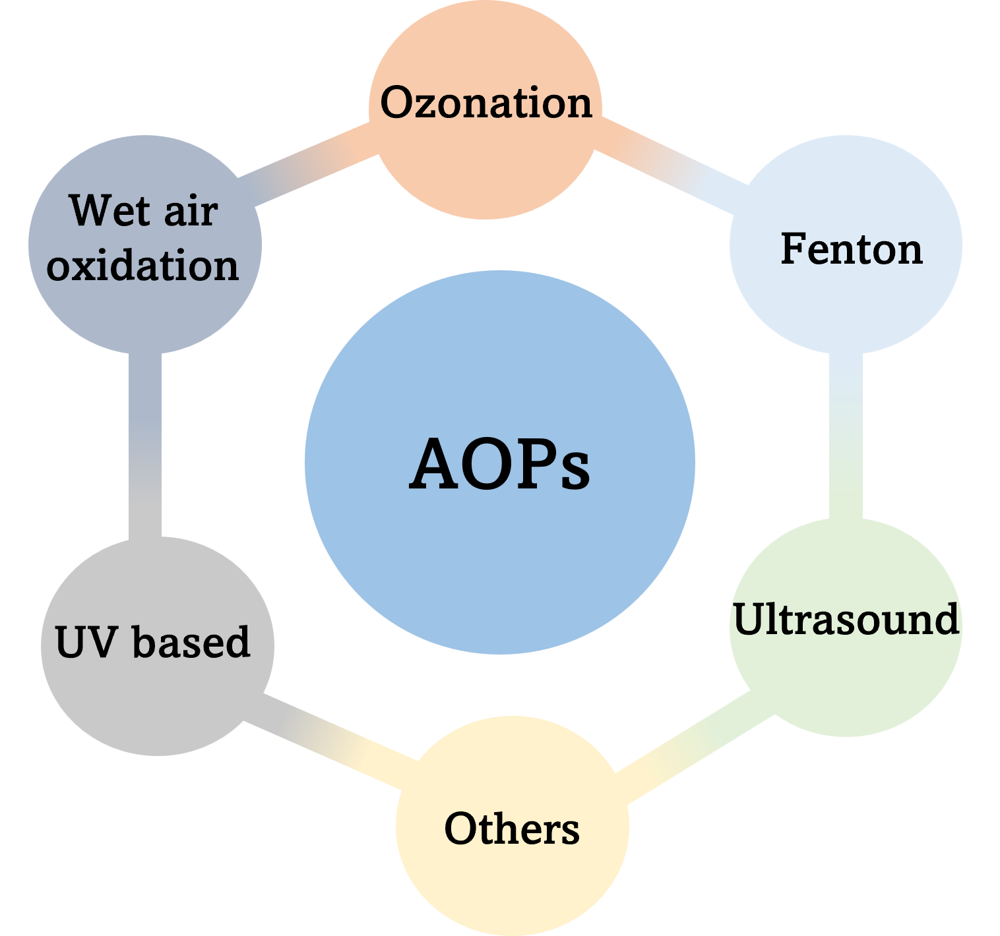 Ozonation
Wet air
oxidation
Fenton
AOPs
Ultrasound
UV based
Others